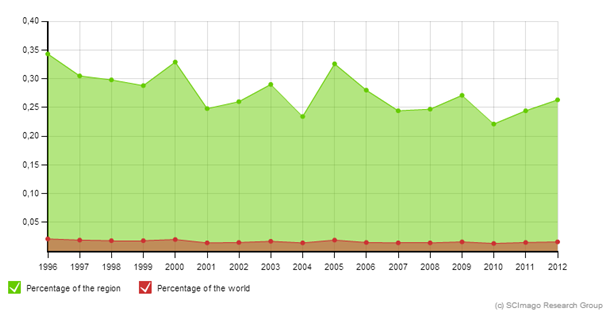 0,40
0,35
0,30
0,25
0,20
0,15
0,10
0,05
1996 1997 1998 1999 2000 2001 2002 2003 2004 2005 2006 2007 2008 2009 2010 2011 2012
Percentage of the region Percentage of the world
(c) SCImago Research Group